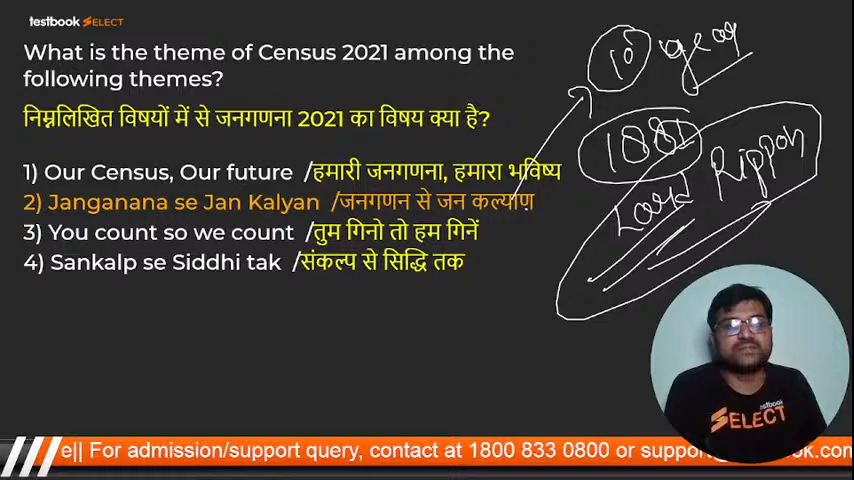 testbook SELECT
What is the theme of Census 2021 among the
following themes?
निम्नलिखित विषयों में से जनगणना 2021 का विषय क्या है?
1) Our Census, Our future /हमारी जनगणना, हमारा भविष्य
2) Janganana se Jan Kalyan /जनगणन से जन कल्याण
3) You count so we count /तुम गिनो तो हम गिनें
4) Sankalp se Siddhi tak /संकल्प से सिद्धि तक
10 year
1881
Lord Rippon
testbook
SELECT
e|| For admission/support query, contact at 1800 833 0800 or support@ book.com